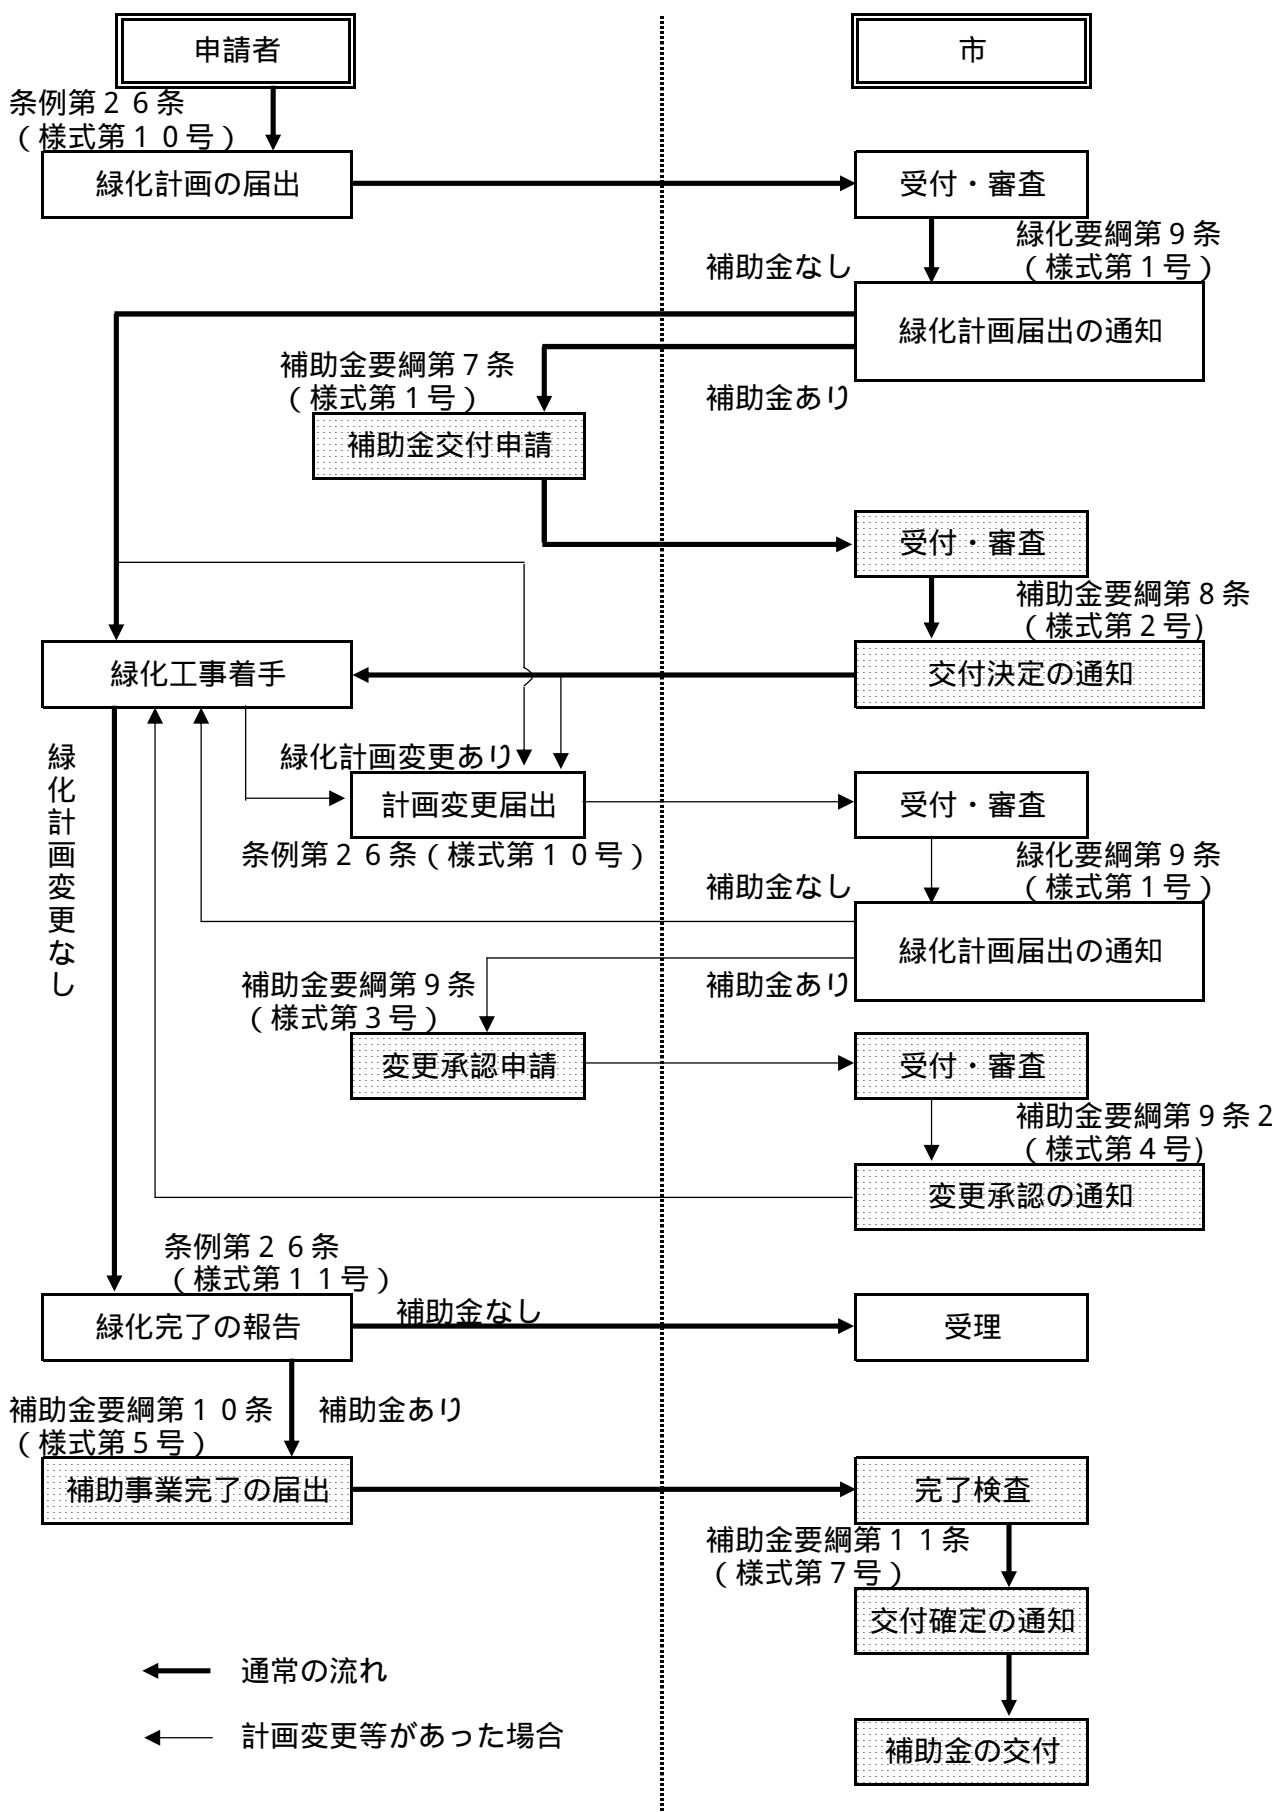 申請者
市
条例第２６条
（様式第１０号）
緑化計画の届出
受付・審査
緑化要綱第９条
（様式第１号）
補助金なし
緑化計画届出の通知
補助金要綱第７条
（様式第１号）
補助金あり
補助金交付申請
受付・審査
補助金要綱第８条
（様式第２号)
緑化工事着手
交付決定の通知
緑化計画変更なし
緑化計画変更あり
計画変更届出
受付・審査
条例第２６条（様式第１０号）
緑化要綱第９条
（様式第１号）
補助金なし
緑化計画届出の通知
補助金あり
補助金要綱第９条
（様式第３号）
変更承認申請
受付・審査
補助金要綱第９条２
（様式第４号)
変更承認の通知
条例第２６条
（様式第１１号）
緑化完了の報告
補助金なし
受理
補助金要綱第１０条
（様式第５号）
補助金あり
補助事業完了の届出
完了検査
補助金要綱第１１条
（様式第７号）
交付確定の通知
通常の流れ
計画変更等があった場合
補助金の交付